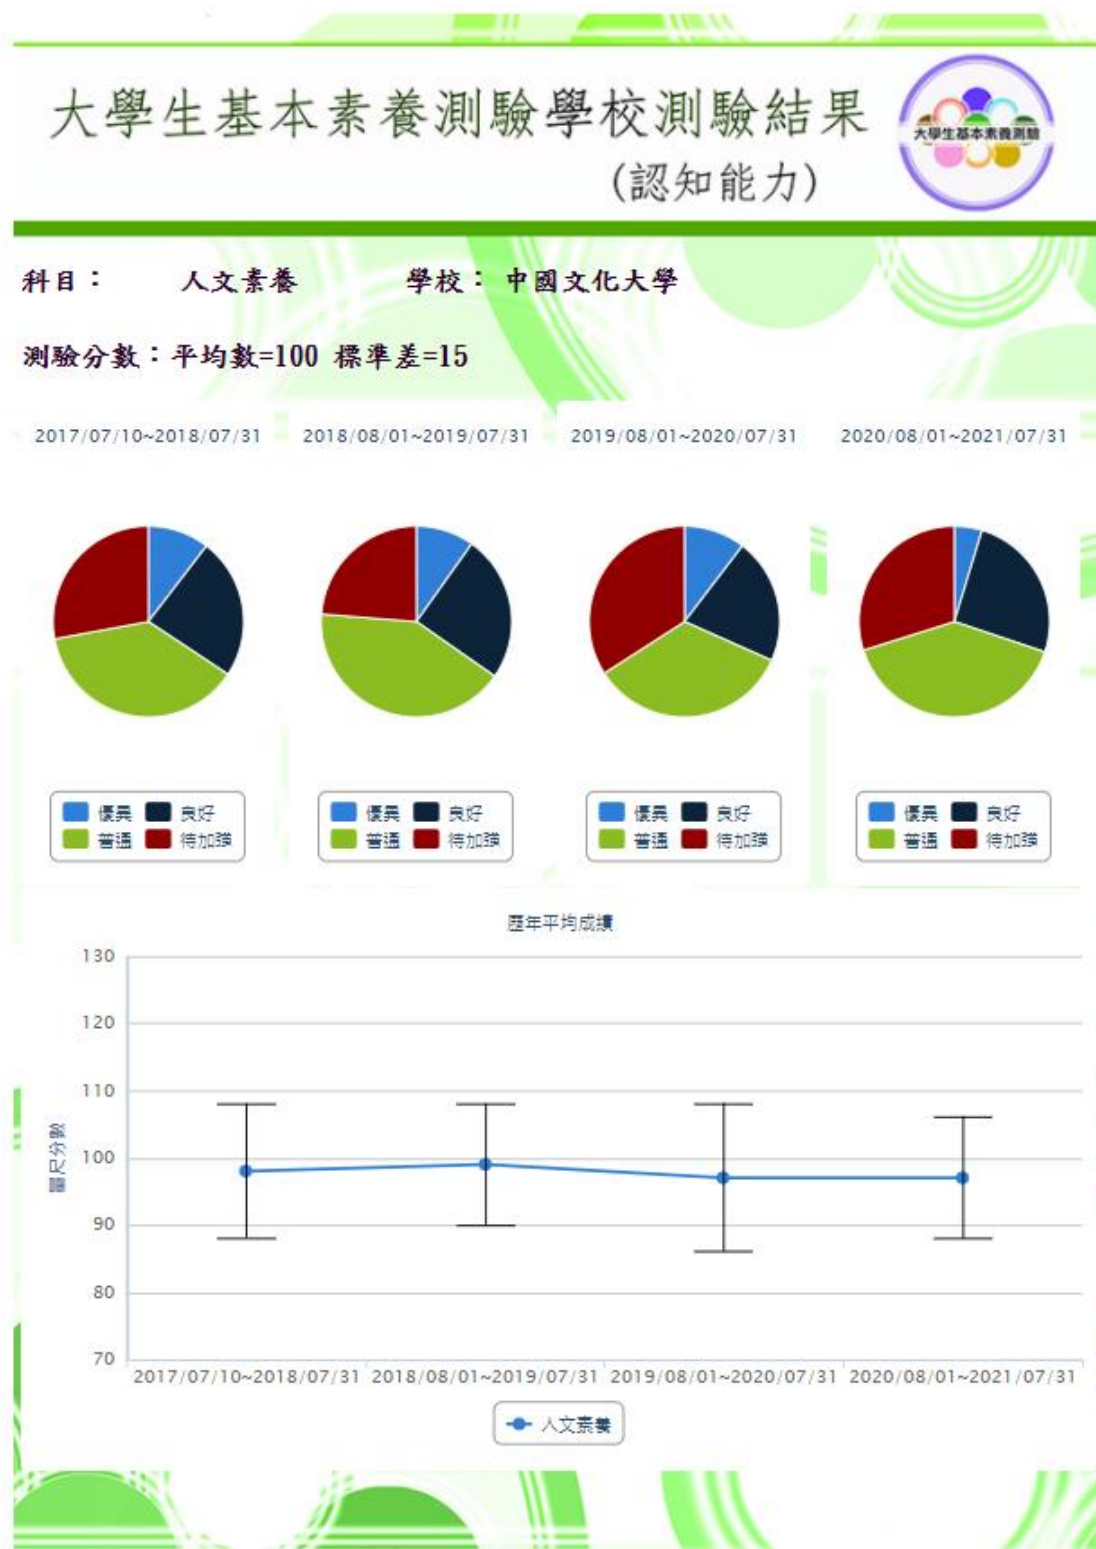 大學生基本素養測驗學校測驗結果
(認知能力)
大學生基本素養測驗
科目： 人文素養 學校： 中國文化大學
測驗分數：平均數=100 標準差=15
2017/07/10~2018/07/31 2018/08/01~2019/07/31 2019/08/01~2020/07/31 2020/08/01~2021/07/31
優異 良好 優異 良好 優異 良好 優異 良好
普通 待加強 普通 待加強 普通 待加強 普通 待加強
歷年平均成績
130
120
110
量尺分數
100
90
80
70
2017/07/10~2018/07/31 2018/08/01~2019/07/31 2019/08/01~2020/07/31 2020/08/01~2021/07/31
人文素養